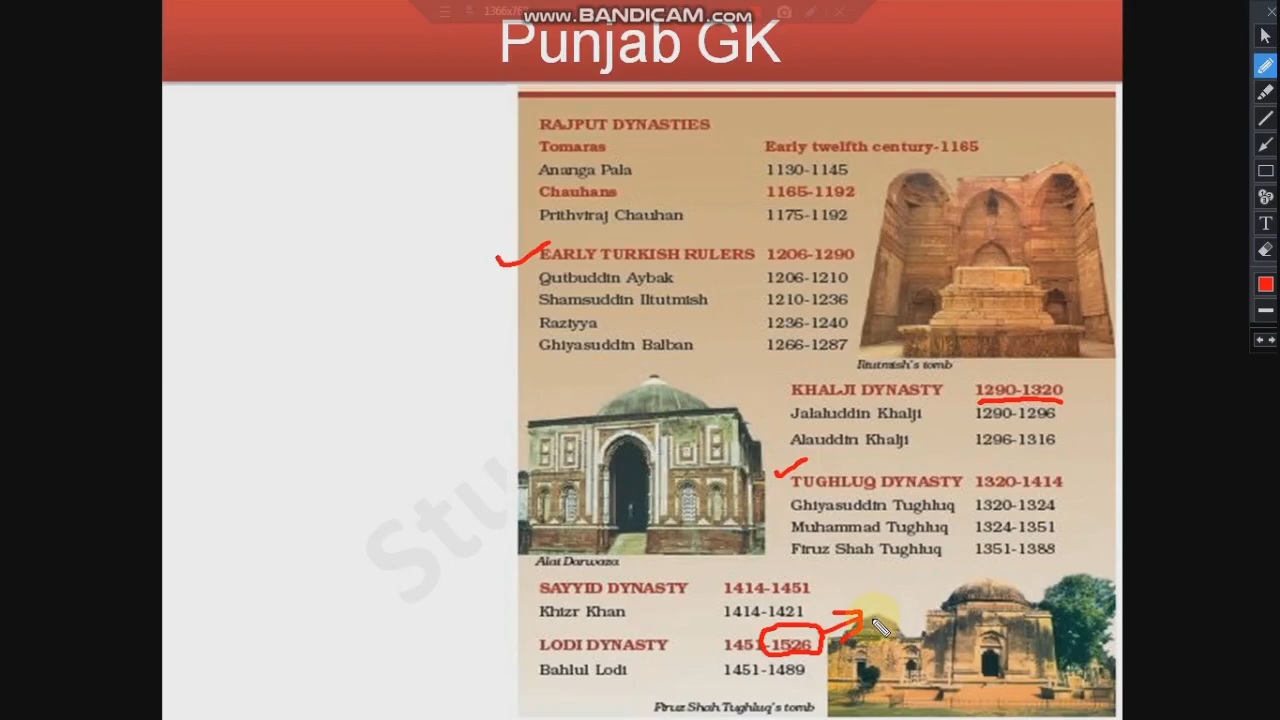 1366x768
www.BANDICAM.com
Punjab GK
RAJPUT DYNASTIES
Tomaras Early twelfth century-1165
Ananga Pala 1130-1145
Chauhans 1165-1192
Prithviraj Chauhan 1175-1192
EARLY TURKISH RULERS 1206-1290
Qutbuddin Aybak 1206-1210
Shamsuddin Iltutmish 1210-1236
Raziyya 1236-1240
Ghiyasuddin Balban 1266-1287
Iltutmish's tomb
KHALJI DYNASTY 1290-1320
Jalaluddin Khalji 1290-1296
Alauddin Khalji 1296-1316
TUGHLUQ DYNASTY 1320-1414
Ghiyasuddin Tughluq 1320-1324
Muhammad Tughluq 1324-1351
Firuz Shah Tughluq 1351-1388
Stu
Alai Darwaza
SAYYID DYNASTY 1414-1451
Khizr Khan 1414-1421
LODI DYNASTY 1451-1526
Bahlul Lodi 1451-1489
Firuz Shah Tughluq's tomb